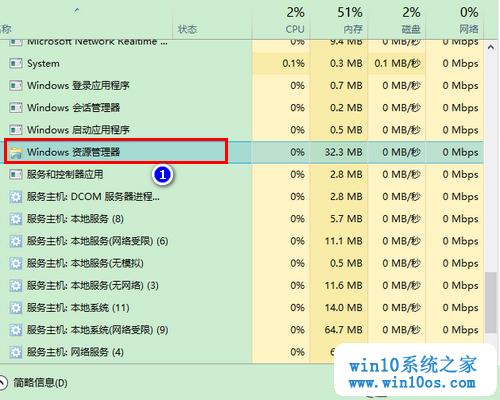 2% 51% 2% 0%
名称 状态 CPU 内存 磁盘 网络
Microsoft Network Realtime ... 0% 9.4 MB 0 MB/秒 0 Mbps
System 0.1% 0.3 MB 0.1 MB/秒 0 Mbps
Windows 登录应用程序 0% 0.7 MB 0 MB/秒 0 Mbps
Windows 会话管理器 0% 0.2 MB 0 MB/秒 0 Mbps
Windows 启动应用程序 0% 0.5 MB 0 MB/秒 0 Mbps
Windows 资源管理器 0% 32.3 MB 0 MB/秒 0 Mbps
服务和控制器应用 1 0% 2.8 MB 0 MB/秒 0 Mbps
服务主机: DCOM 服务器进程... 0% 2.8 MB 0 MB/秒 0 Mbps
服务主机: 本地服务 (8) 0% 5.7 MB 0 MB/秒 0 Mbps
服务主机: 本地服务(网络受限) (6) 0% 11.1 MB 0 MB/秒 0 Mbps
服务主机: 本地服务(无模拟) 0% 3.2 MB 0 MB/秒 0 Mbps
服务主机: 本地服务(无网络) (3) 0% 11.6 MB 0 MB/秒 0 Mbps
服务主机: 本地系统 (11) 0% 14.0 MB 0 MB/秒 0 Mbps
服务主机: 本地系统(网络受限) (9) 0% 64.7 MB 0 MB/秒 0 Mbps
服务主机: 网络服务 (4) 0%
简略信息(D)
win10系统之家
www.win10os.com